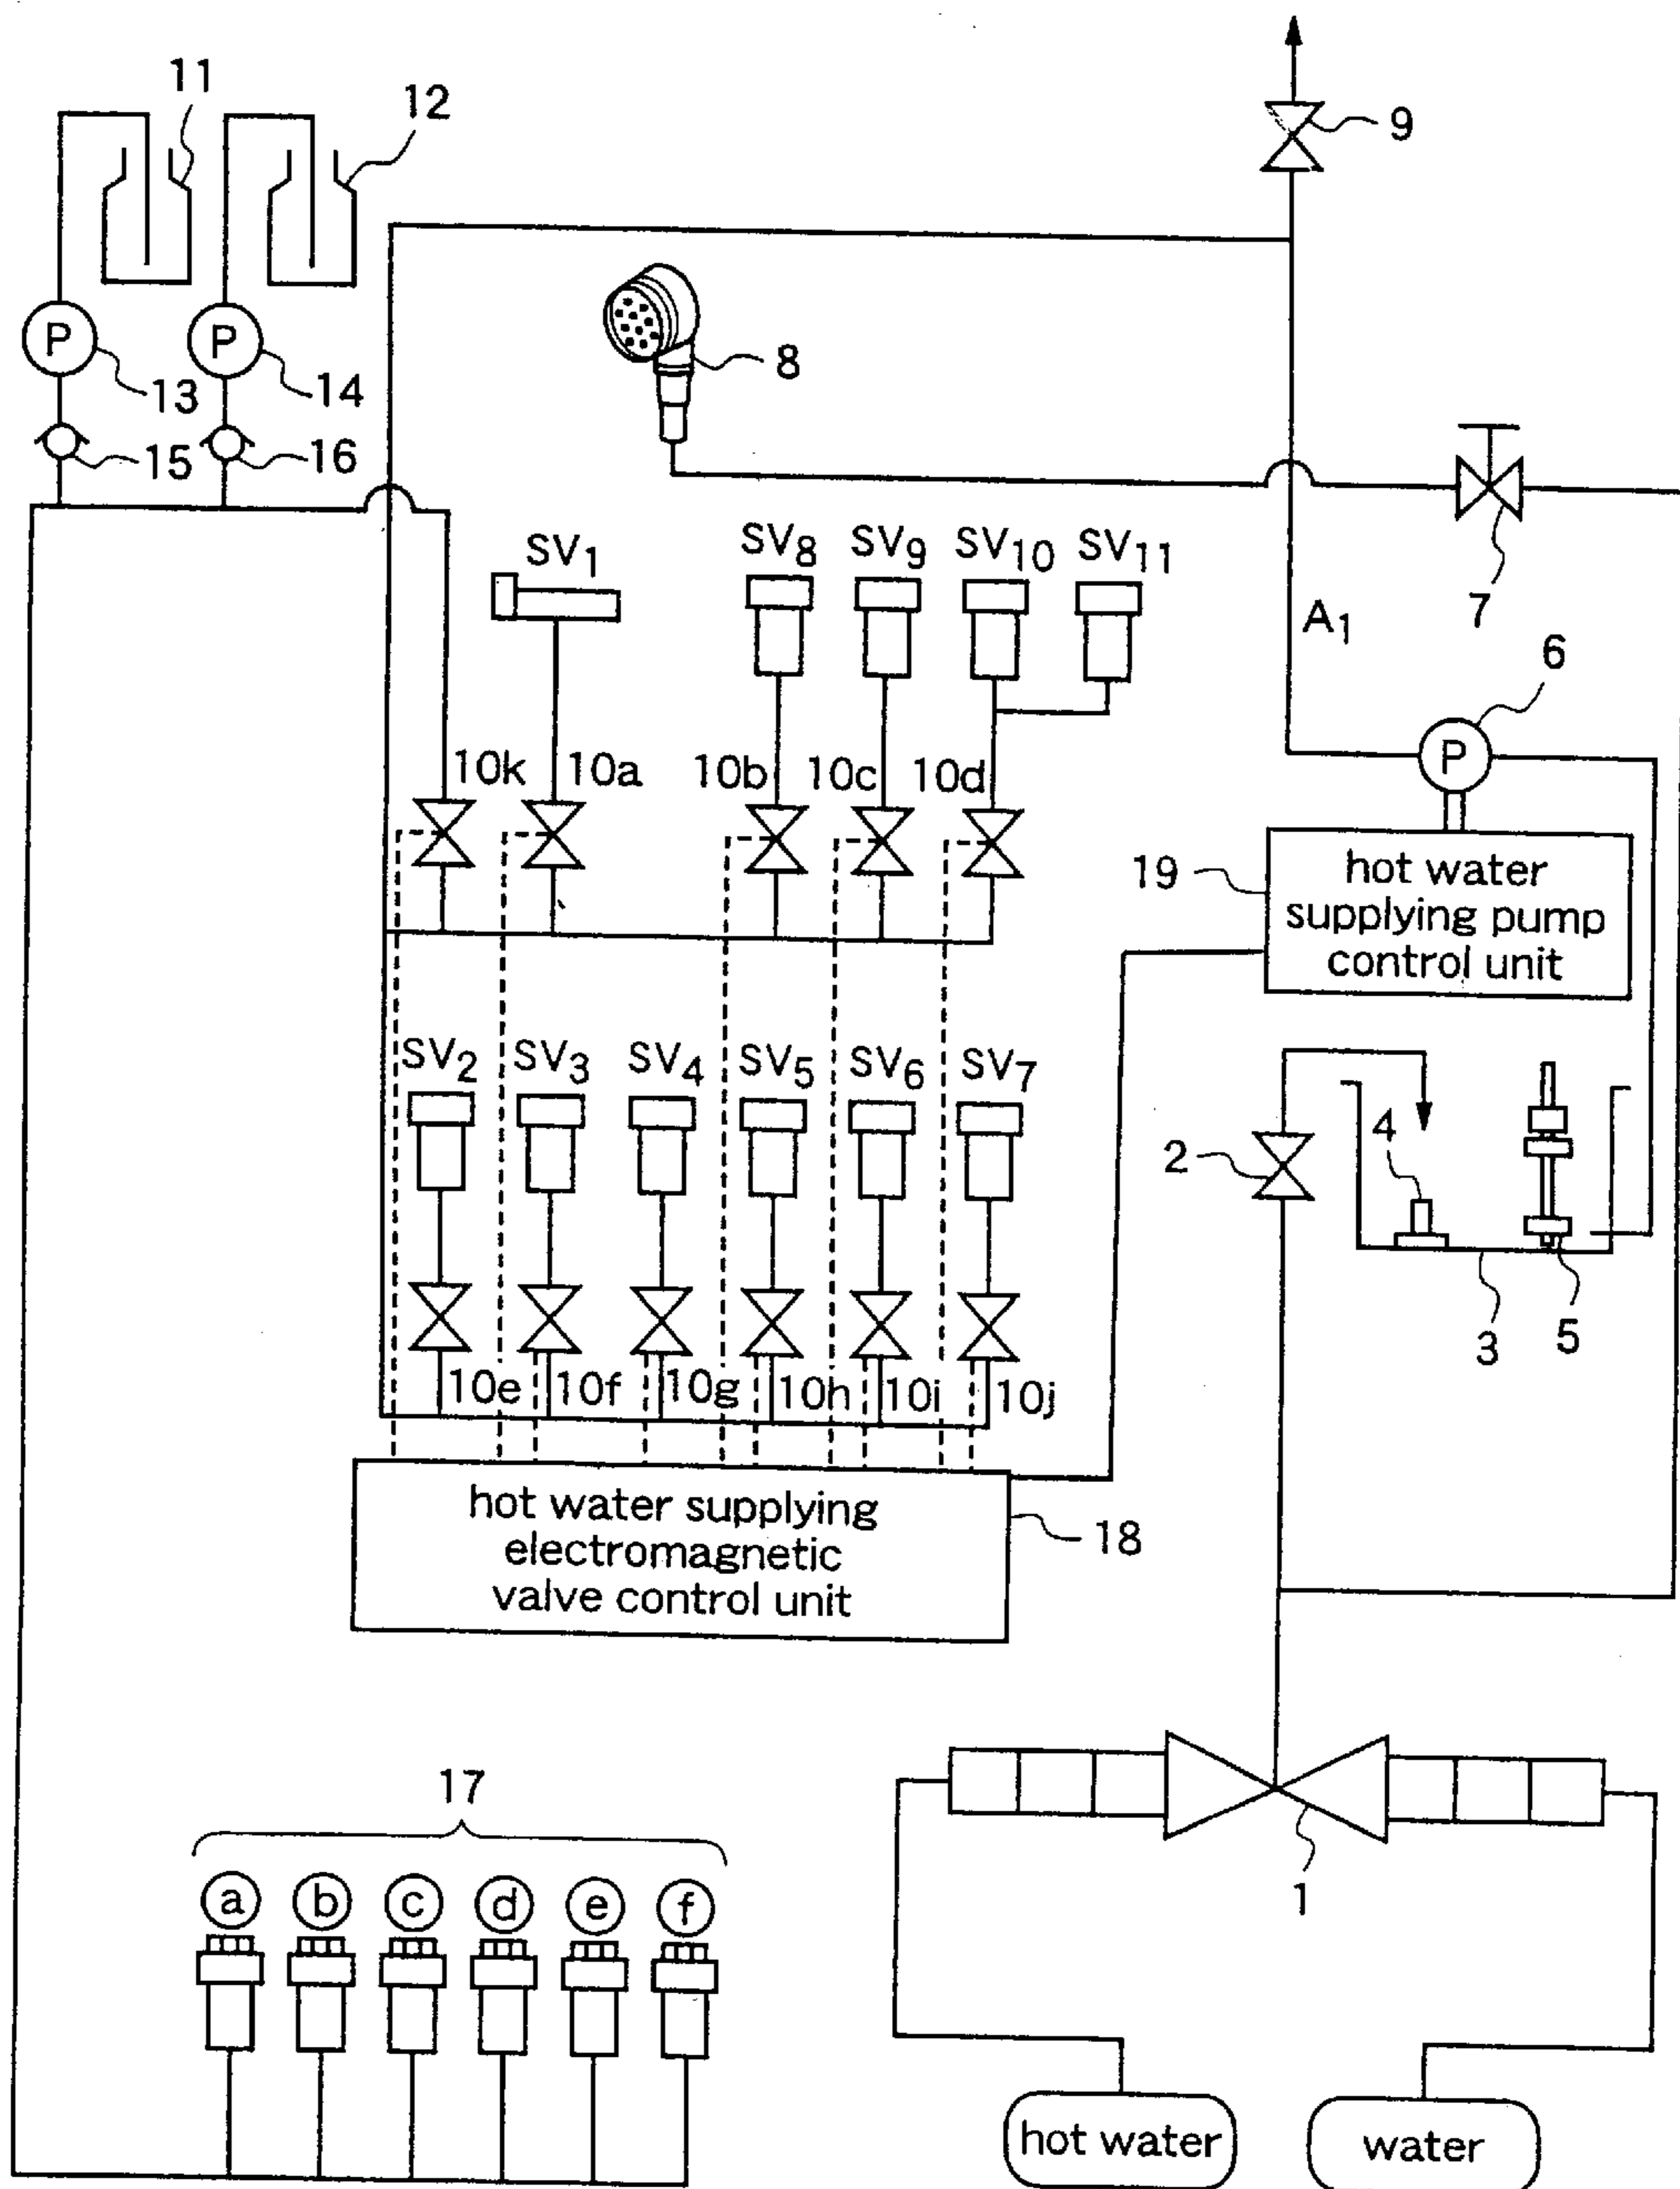 11
12
9
P
P
8
13
14
15
16
7
SV1
SV8
SV9
SV10
SV11
A1
6
P
10k
10a
10b
10c
10d
19
hot water
supplying pump
control unit
SV2
SV3
SV4
SV5
SV6
SV7
2
4
3
5
10e
10f
10g
10h
10i
10j
hot water supplying
electromagnetic
valve control unit
18
17
a
b
c
d
e
f
1
hot water
water